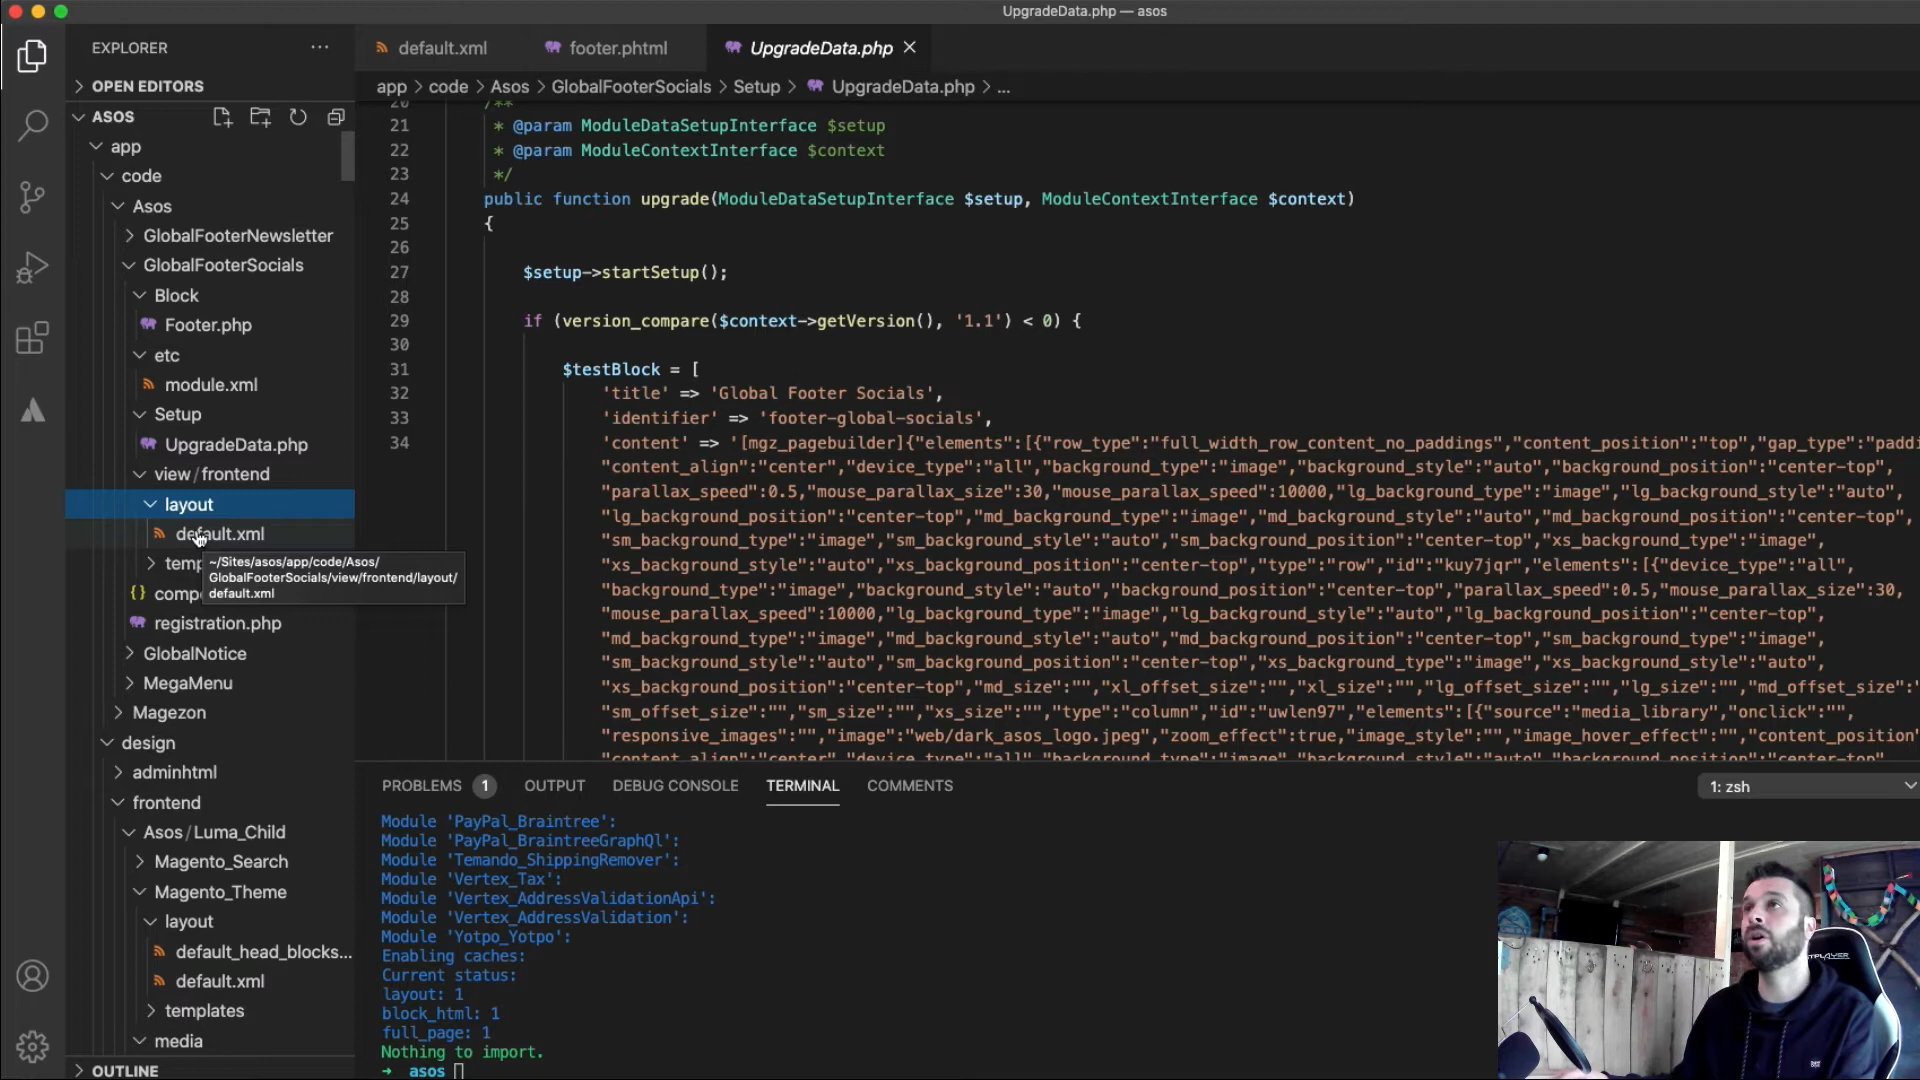 UpgradeData.php — asos
EXPLORER
default.xml
footer.phtml
UpgradeData.php
OPEN EDITORS
app > code > Asos > GlobalFooterSocials > Setup > UpgradeData.php > ...
ASOS
app
code
Asos
GlobalFooterNewsletter
GlobalFooterSocials
Block
Footer.php
etc
module.xml
Setup
UpgradeData.php
view / frontend
layout
default.xml
temp
~/Sites/asos/app/code/Asos/
GlobalFooterSocials/view/frontend/layout/
default.xml
{} comp
registration.php
GlobalNotice
MegaMenu
Magezon
design
adminhtml
frontend
Asos / Luma_Child
Magento_Search
Magento_Theme
layout
default_head_blocks...
default.xml
templates
media
OUTLINE
20 /**
21 * @param ModuleDataSetupInterface $setup
22 * @param ModuleContextInterface $context
23 */
24 public function upgrade(ModuleDataSetupInterface $setup, ModuleContextInterface $context)
25 {
26
27 $setup->startSetup();
28
29 if (version_compare($context->getVersion(), '1.1') < 0) {
30
31 $testBlock = [
32 'title' => 'Global Footer Socials',
33 'identifier' => 'footer-global-socials',
34 'content' => '[mgz_pagebuilder]{"elements":[{"row_type":"full_width_row_content_no_paddings","content_position":"top","gap_type":"paddi
"content_align":"center","device_type":"all","background_type":"image","background_style":"auto","background_position":"center-top",
"parallax_speed":0.5,"mouse_parallax_size":30,"mouse_parallax_speed":10000,"lg_background_type":"image","lg_background_style":"auto",
"lg_background_position":"center-top","md_background_type":"image","md_background_style":"auto","md_background_position":"center-top",
"sm_background_type":"image","sm_background_style":"auto","sm_background_position":"center-top","xs_background_type":"image",
"xs_background_style":"auto","xs_background_position":"center-top","type":"row","id":"kuy7jqr","elements":[{"device_type":"all",
"background_type":"image","background_style":"auto","background_position":"center-top","parallax_speed":0.5,"mouse_parallax_size":30,
"mouse_parallax_speed":10000,"lg_background_type":"image","lg_background_style":"auto","lg_background_position":"center-top",
"md_background_type":"image","md_background_style":"auto","md_background_position":"center-top","sm_background_type":"image",
"sm_background_style":"auto","sm_background_position":"center-top","xs_background_type":"image","xs_background_style":"auto",
"xs_background_position":"center-top","md_size":"","xl_offset_size":"","xl_size":"","lg_offset_size":"","lg_size":"","md_offset_size":"
"sm_offset_size":"","sm_size":"","xs_size":"","type":"column","id":"uwlen97","elements":[{"source":"media_library","onclick":"",
"responsive_images":"","image":"web/dark_asos_logo.jpeg","zoom_effect":true,"image_style":"","image_hover_effect":"","content_position"
"content_align":"center","device_type":"all","background_type":"image","background_style":"auto","background_position":"center-top",
PROBLEMS 1 OUTPUT DEBUG CONSOLE TERMINAL COMMENTS
1: zsh
Module 'PayPal_Braintree':
Module 'PayPal_BraintreeGraphQl':
Module 'Temando_ShippingRemover':
Module 'Vertex_Tax':
Module 'Vertex_AddressValidationApi':
Module 'Vertex_AddressValidation':
Module 'Yotpo_Yotpo':
Enabling caches:
Current status:
layout: 1
block_html: 1
full_page: 1
Nothing to import.
→ asos